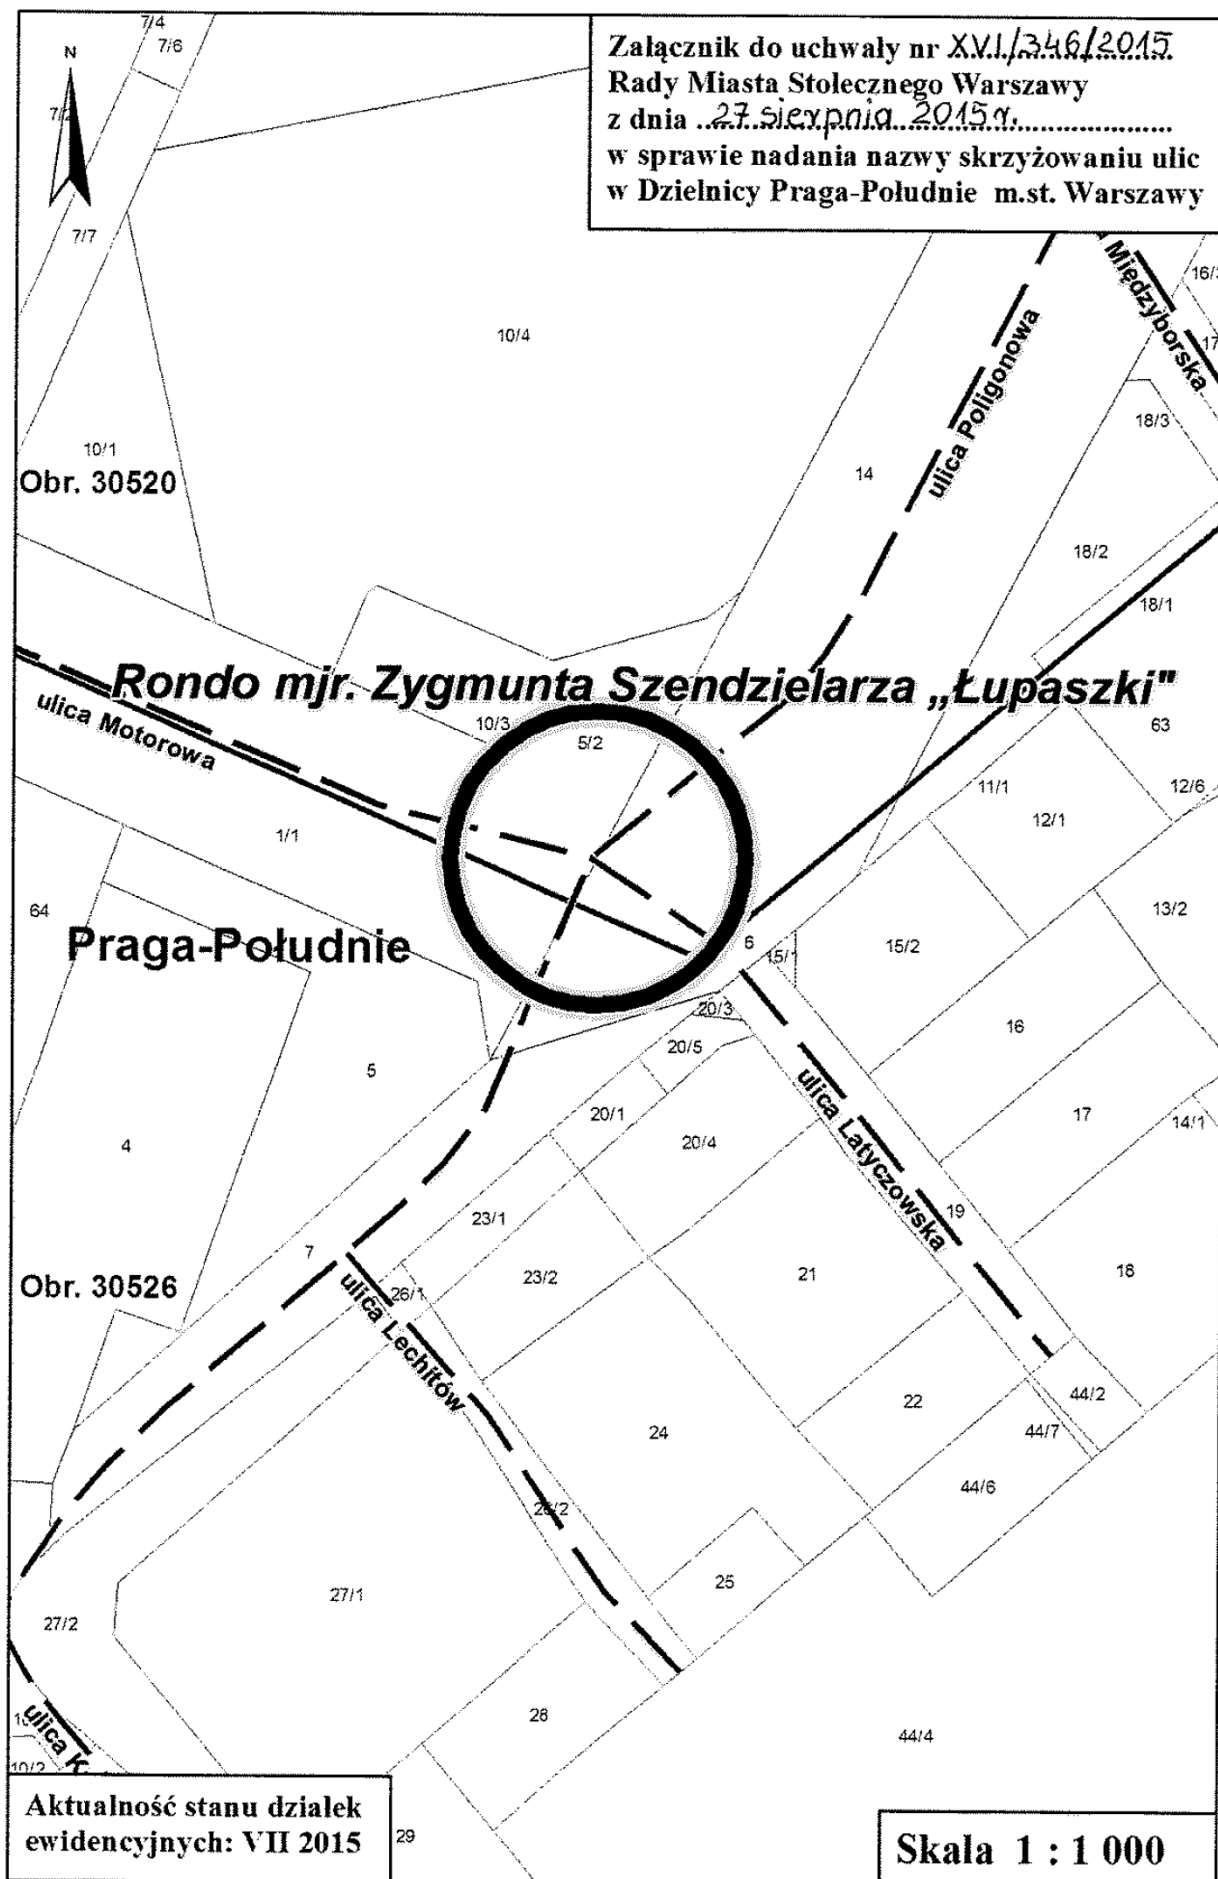 Załącznik do uchwały nr XVI/346/2015
Rady Miasta Stołecznego Warszawy
z dnia ..27 sierpnia 2015 r.
w sprawie nadania nazwy skrzyżowaniu ulic
w Dzielnicy Praga-Południe m.st. Warszawy
N
7/4
7/6
7/7
10/4
10/1
Obr. 30520
14
ulica Poligonowa
Międzyborska
18/3
18/2
18/1
Rondo mjr. Zygmunta Szendzielarza „Łupaszki"
ulica Motorowa
10/3
5/2
63
11/1
12/6
12/1
1/1
64
Praga-Południe
13/2
6
15/1
15/2
20/3
16
20/5
5
20/1
20/4
17
14/1
4
ulica Latyczowska
19
23/1
7
23/2
21
18
Obr. 30526
26/1
ulica Lechitów
22
44/2
44/7
24
44/6
25
27/1
27/2
28
44/4
ulica K
10/2
29
Aktualność stanu działek
ewidencyjnych: VII 2015
Skala 1 : 1 000